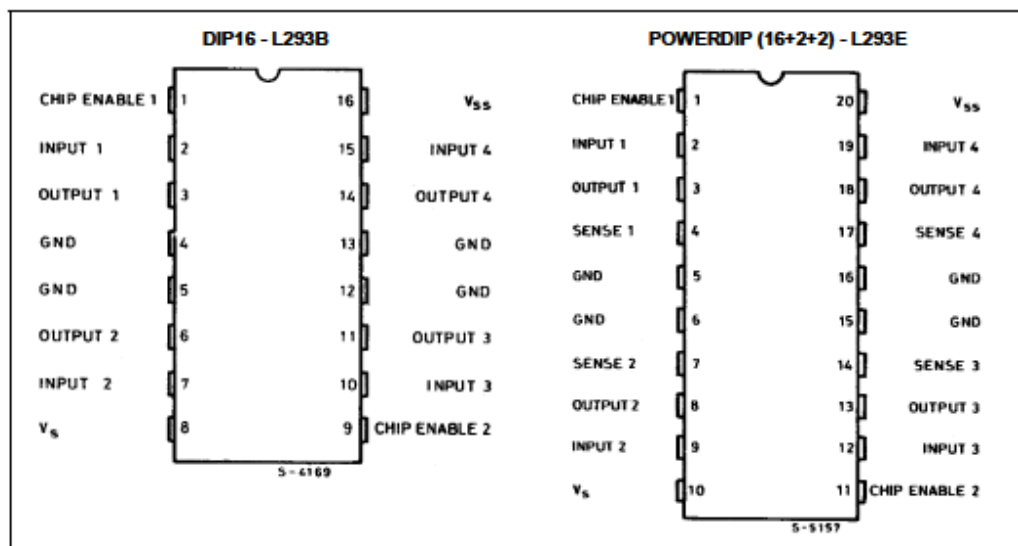 DIP16 - L293B
CHIP ENABLE 1 1 16 VSS
INPUT 1 2 15 INPUT 4
OUTPUT 1 3 14 OUTPUT 4
GND 4 13 GND
GND 5 12 GND
OUTPUT 2 6 11 OUTPUT 3
INPUT 2 7 10 INPUT 3
VS 8 9 CHIP ENABLE 2
S-4169
POWERDIP (16+2+2) - L293E
CHIP ENABLE 1 1 20 VSS
INPUT 1 2 19 INPUT 4
OUTPUT 1 3 18 OUTPUT 4
SENSE 1 4 17 SENSE 4
GND 5 16 GND
GND 6 15 GND
SENSE 2 7 14 SENSE 3
OUTPUT 2 8 13 OUTPUT 3
INPUT 2 9 12 INPUT 3
VS 10 11 CHIP ENABLE 2
S-5157